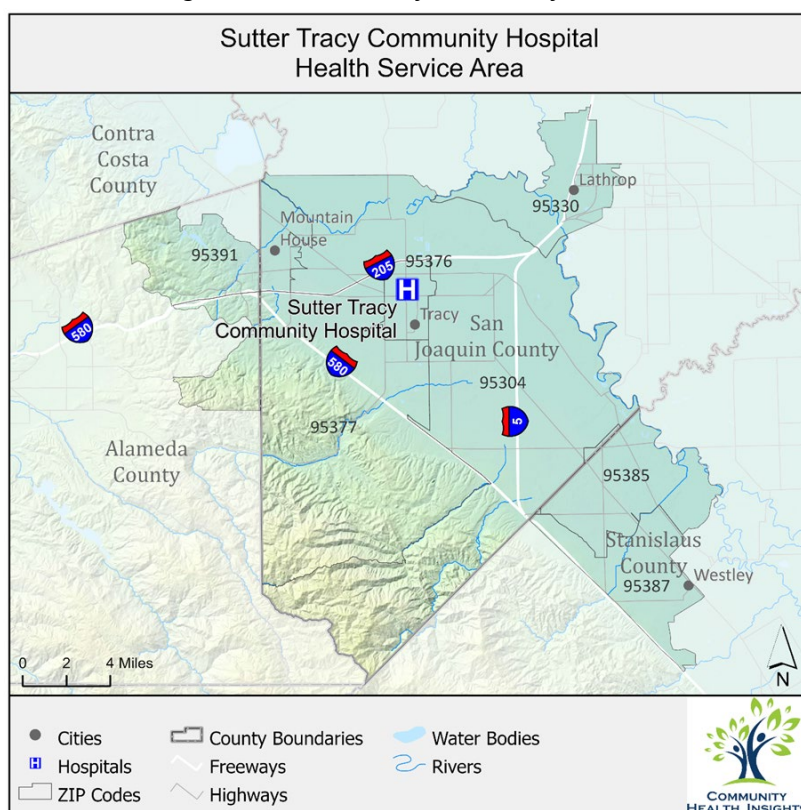 Sutter Tracy Community Hospital
Health Service Area
Contra
Costa
County
Lathrop
95330
Mountain
House
95391
95376
205
H
Sutter Tracy
Community Hospital
Tracy
San
Joaquin County
580
580
95304
5
95377
Alameda
County
95385
Stanislaus
County
95387
Westley
0 2 4 Miles
N
Cities
County Boundaries
Water Bodies
H
Hospitals
Freeways
Rivers
ZIP Codes
Highways
COMMUNITY
HEALTH INSIGHTS